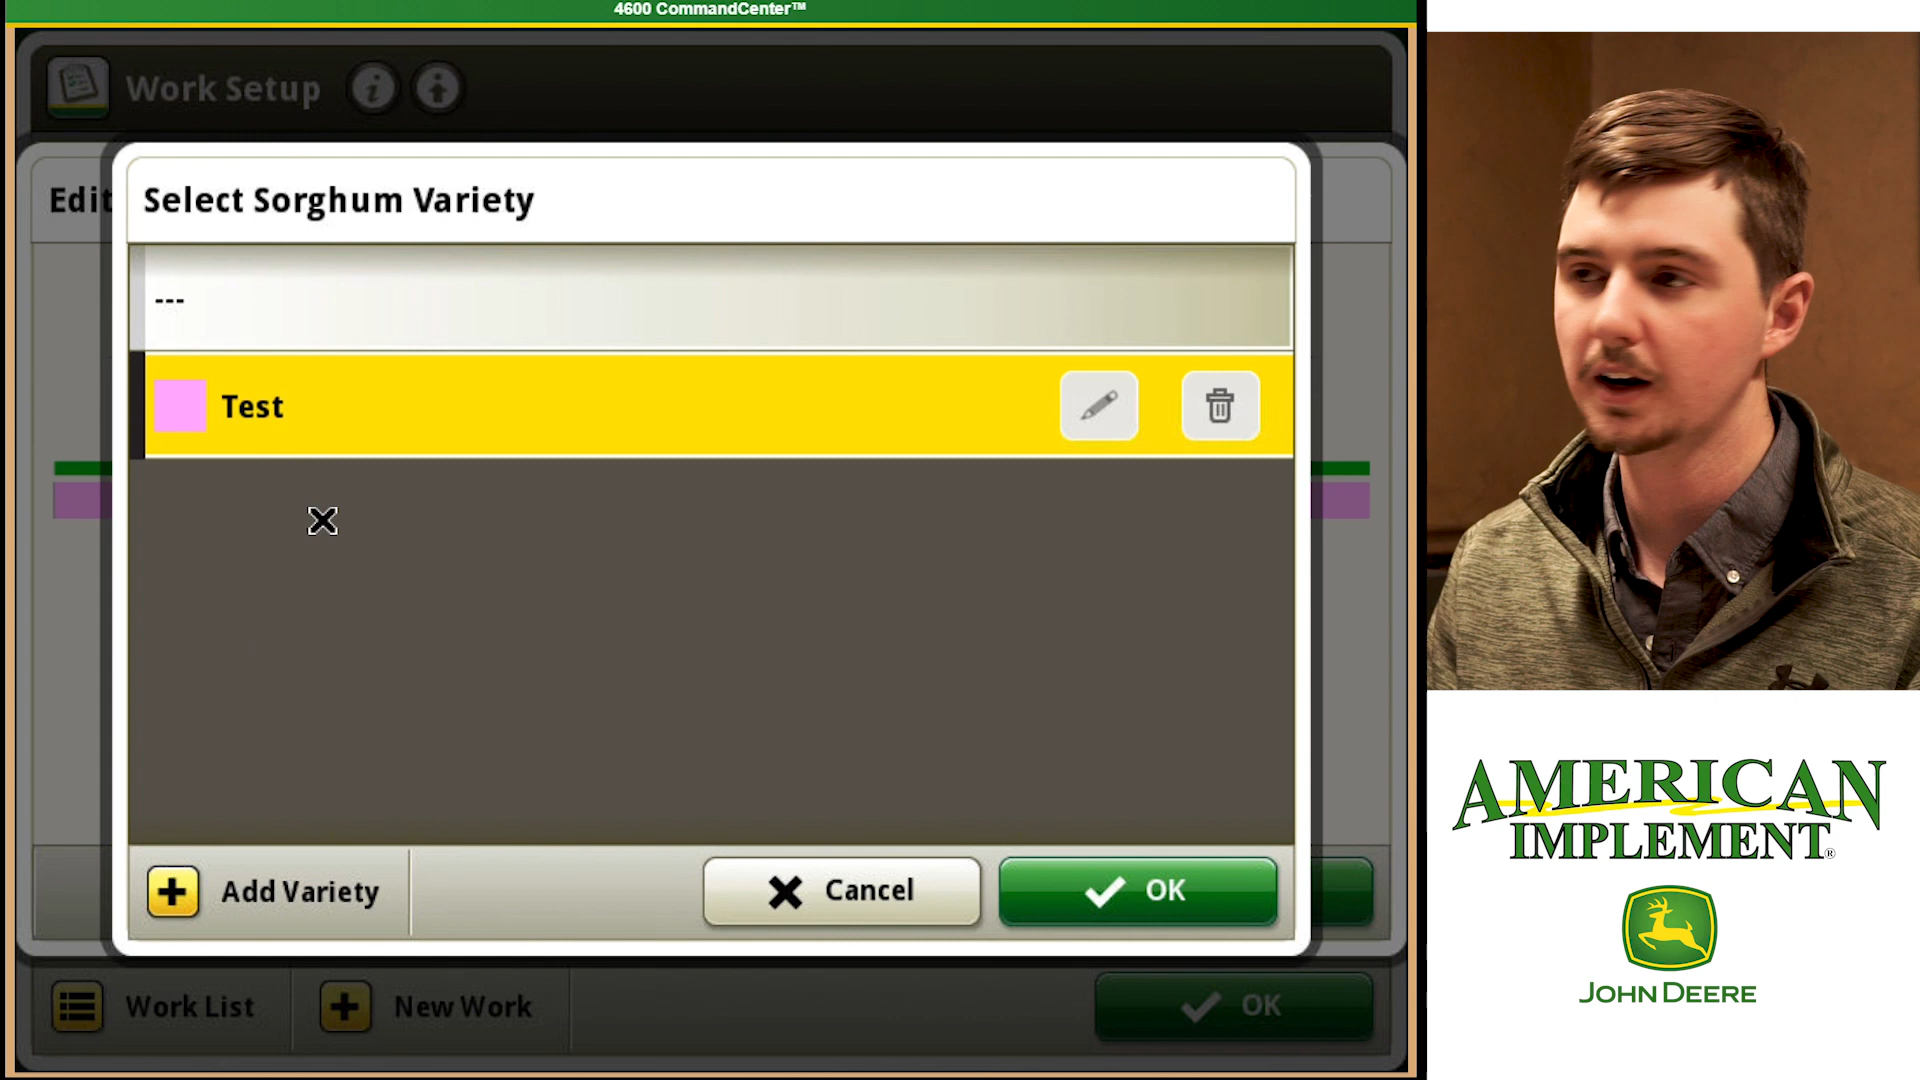 4600 CommandCenter™
Work Setup
Edit
Select Sorghum Variety
---
Test
Add Variety
Cancel
OK
Work List
New Work
OK
AMERICAN
IMPLEMENT®
JOHN DEERE